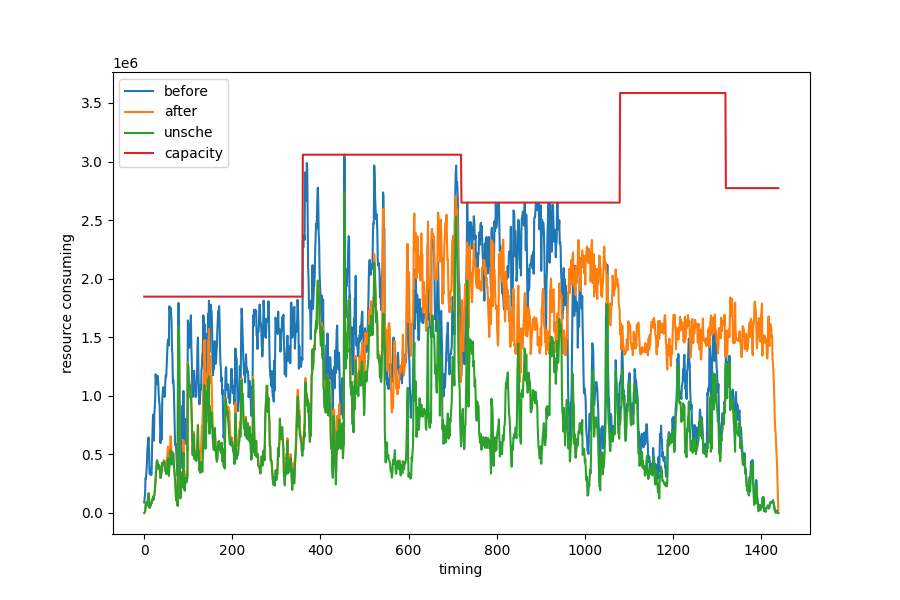 1e6
before
after
unsche
capacity
3.5
3.0
2.5
2.0
1.5
1.0
0.5
0.0
resource consuming
0 200 400 600 800 1000 1200 1400
timing